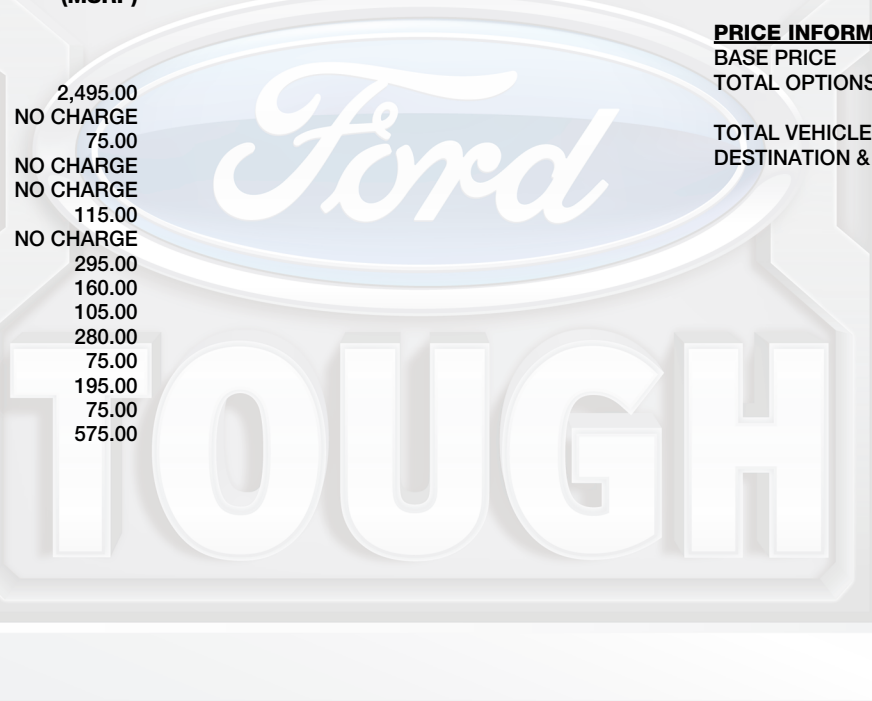 (MSRP)
2,495.00
NO CHARGE
75.00
NO CHARGE
NO CHARGE
115.00
NO CHARGE
295.00
160.00
105.00
280.00
75.00
195.00
75.00
575.00
PRICE INFORM
BASE PRICE
TOTAL OPTIONS
TOTAL VEHICLE
DESTINATION &
Ford
TOUGH